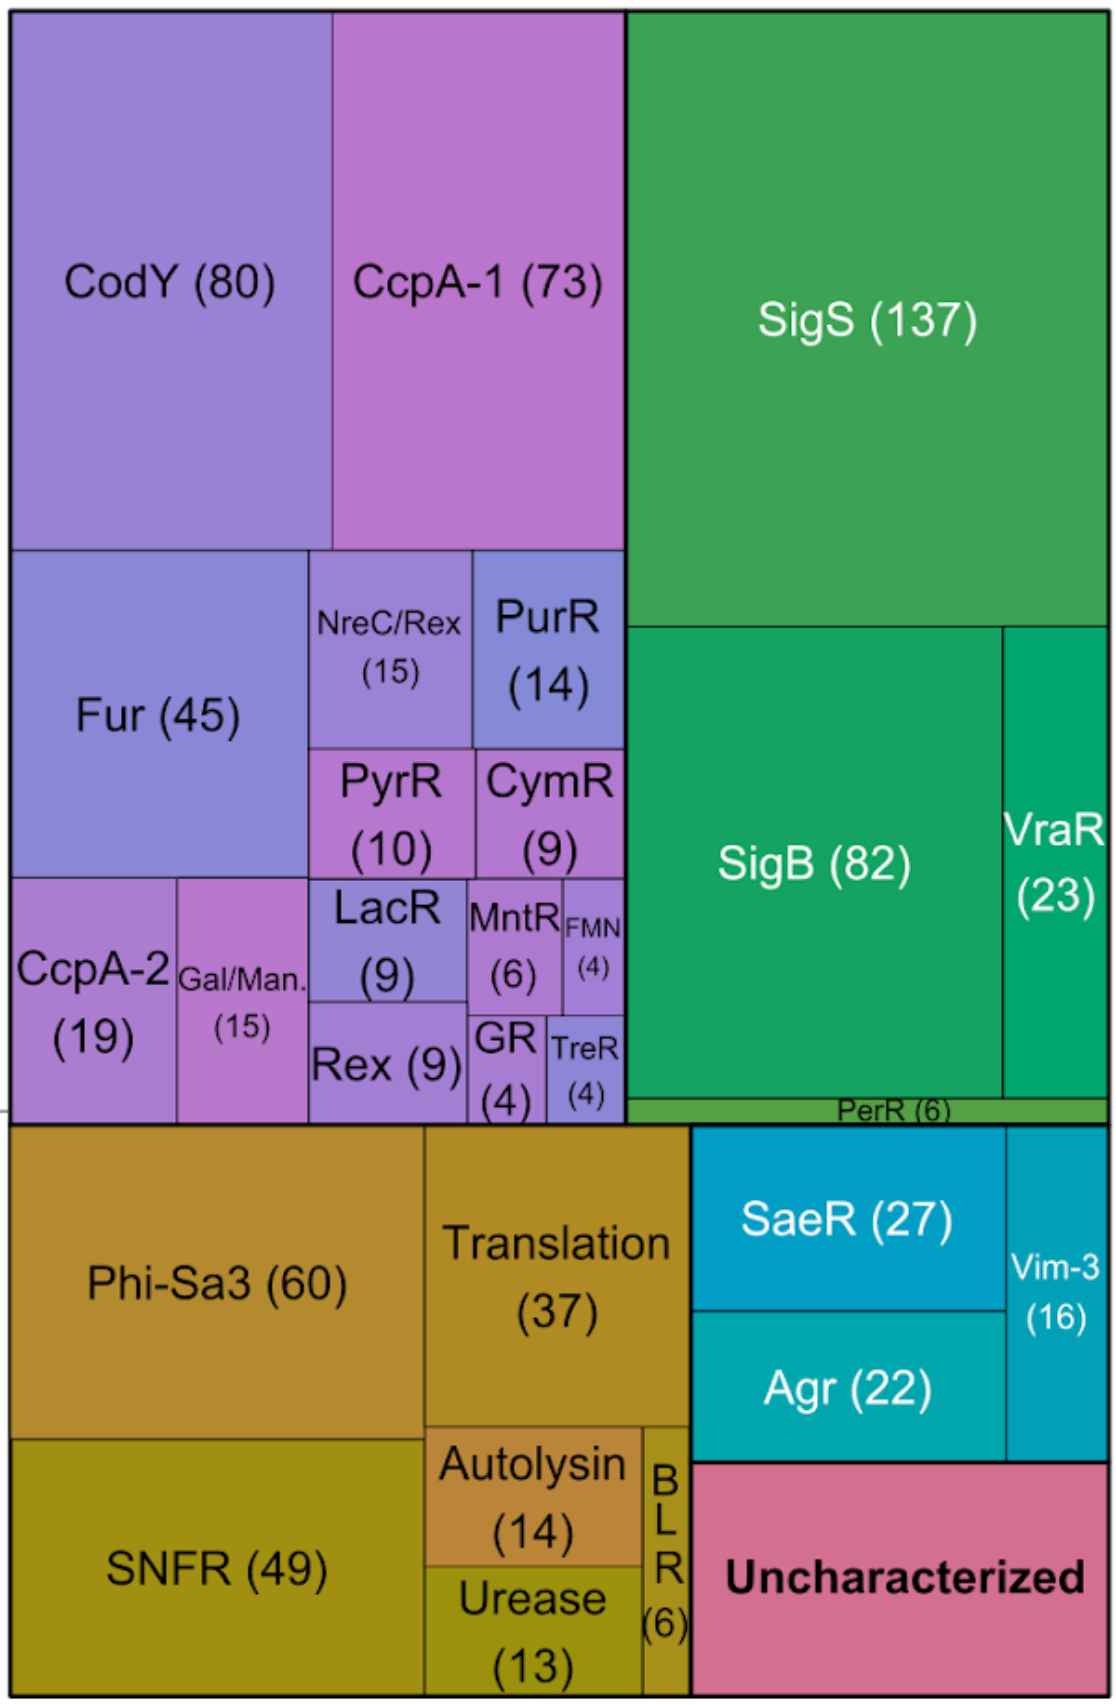 CodY (80)
CcpA-1 (73)
SigS (137)
Fur (45)
NreC/Rex
(15)
PurR
(14)
PyrR
(10)
CymR
(9)
SigB (82)
VraR
(23)
CcpA-2
(19)
Gal/Man.
(15)
LacR
(9)
MntR
(6)
FMN
(4)
Rex (9)
GR
(4)
TreR
(4)
PerR (6)
Phi-Sa3 (60)
Translation
(37)
SaeR (27)
Vim-3
(16)
Agr (22)
SNFR (49)
Autolysin
(14)
B
L
R
(6)
Urease
(13)
Uncharacterized